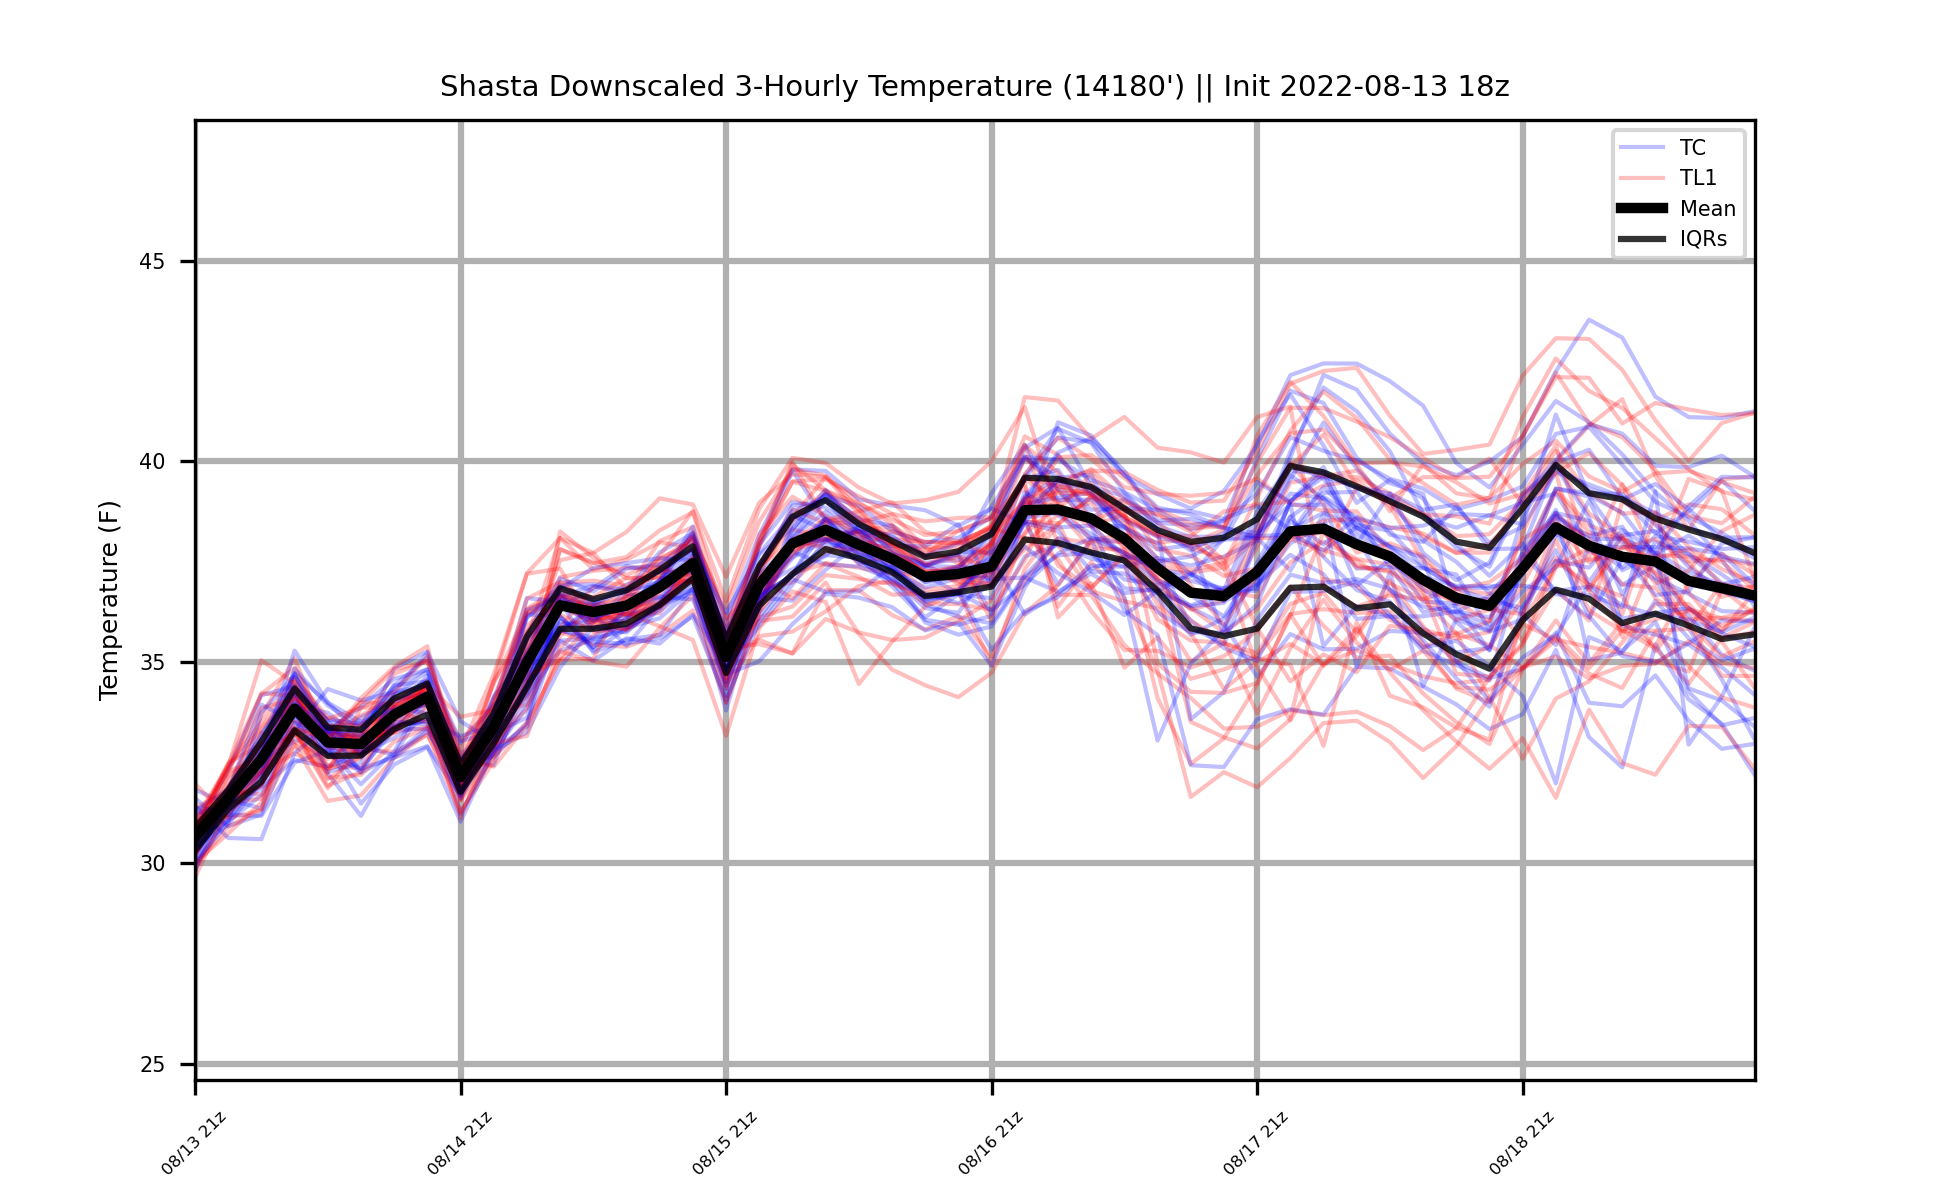 Shasta Downscaled 3-Hourly Temperature (14180') || Init 2022-08-13 18z
TC
TL1
Mean
IQRs
Temperature (F)
45
40
35
30
25
08/13 21z
08/14 21z
08/15 21z
08/16 21z
08/17 21z
08/18 21z